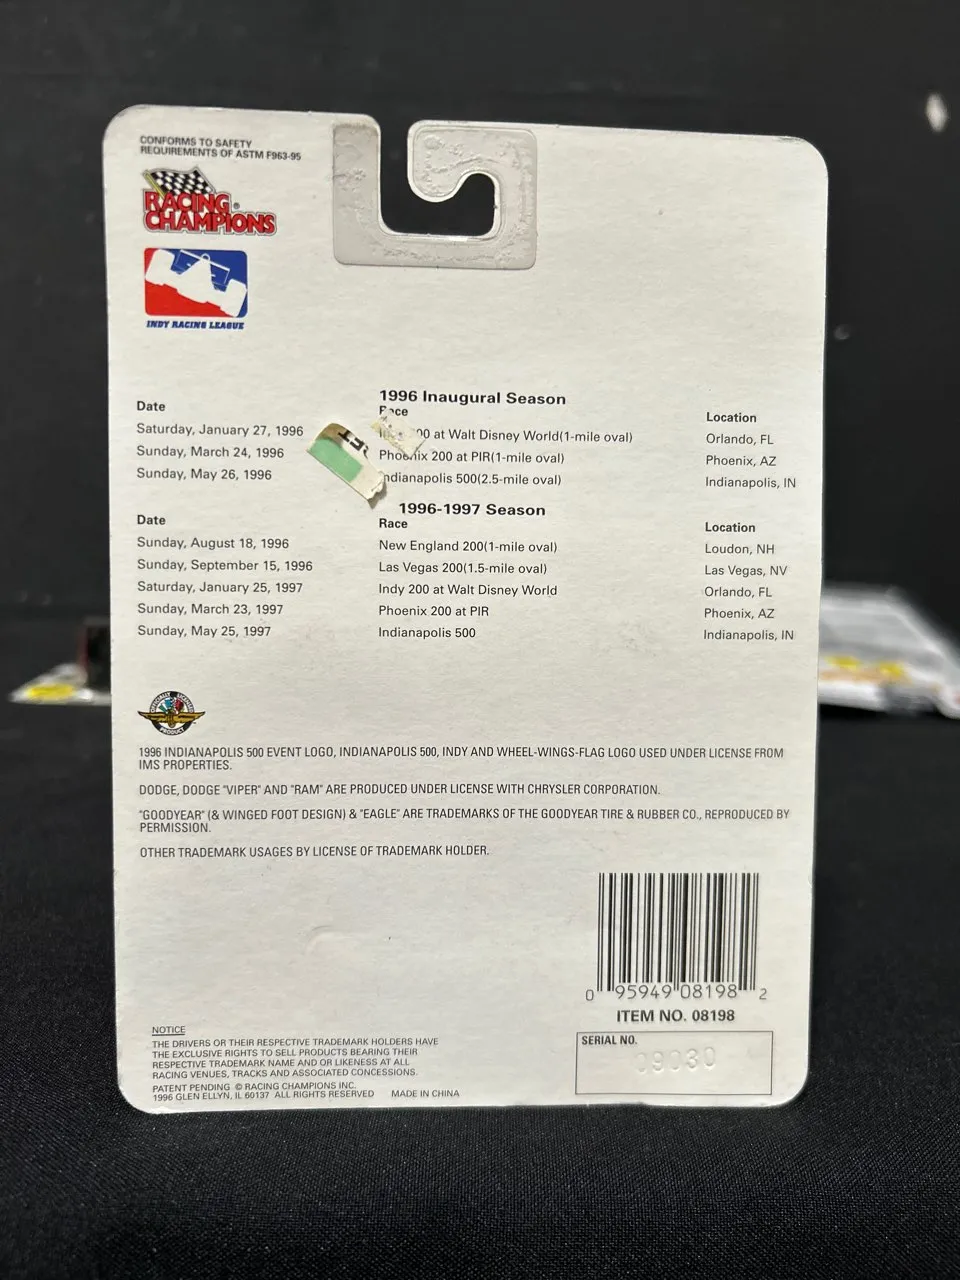 CONFORMS TO SAFETY
REQUIREMENTS OF ASTM F963-95
RACING
CHAMPIONS
INDY RACING LEAGUE
1996 Inaugural Season
Date Race Location
Saturday, January 27, 1996 200 at Walt Disney World(1-mile oval) Orlando, FL
Sunday, March 24, 1996 Phoenix 200 at PIR(1-mile oval) Phoenix, AZ
Sunday, May 26, 1996 Indianapolis 500(2.5-mile oval) Indianapolis, IN
1996-1997 Season
Date Race Location
Sunday, August 18, 1996 New England 200(1-mile oval) Loudon, NH
Sunday, September 15, 1996 Las Vegas 200(1.5-mile oval) Las Vegas, NV
Saturday, January 25, 1997 Indy 200 at Walt Disney World Orlando, FL
Sunday, March 23, 1997 Phoenix 200 at PIR Phoenix, AZ
Sunday, May 25, 1997 Indianapolis 500 Indianapolis, IN
OFFICIALLY LICENSED
PRODUCT
1996 INDIANAPOLIS 500 EVENT LOGO, INDIANAPOLIS 500, INDY AND WHEEL-WINGS-FLAG LOGO USED UNDER LICENSE FROM
IMS PROPERTIES.
DODGE, DODGE "VIPER" AND "RAM" ARE PRODUCED UNDER LICENSE WITH CHRYSLER CORPORATION.
"GOODYEAR" (& WINGED FOOT DESIGN) & "EAGLE" ARE TRADEMARKS OF THE GOODYEAR TIRE & RUBBER CO., REPRODUCED BY
PERMISSION.
OTHER TRADEMARK USAGES BY LICENSE OF TRADEMARK HOLDER.
0 95949 08198 2
ITEM NO. 08198
SERIAL NO.
09030
NOTICE
THE DRIVERS OR THEIR RESPECTIVE TRADEMARK HOLDERS HAVE
THE EXCLUSIVE RIGHTS TO SELL PRODUCTS BEARING THEIR
RESPECTIVE TRADEMARK NAME AND OR LIKENESS AT ALL
RACING VENUES, TRACKS AND ASSOCIATED CONCESSIONS.
PATENT PENDING © RACING CHAMPIONS INC.
1996 GLEN ELLYN, IL 60137 ALL RIGHTS RESERVED MADE IN CHINA